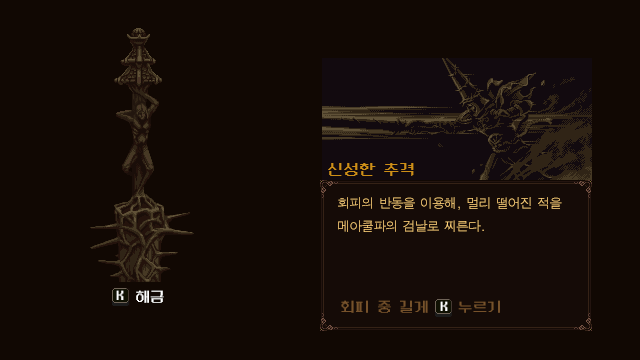 신성한 추격
회피의 반동을 이용해, 멀리 떨어진 적을
메아쿨파의 검날로 찌른다.
회피 중 길게 K 누르기
K 해금